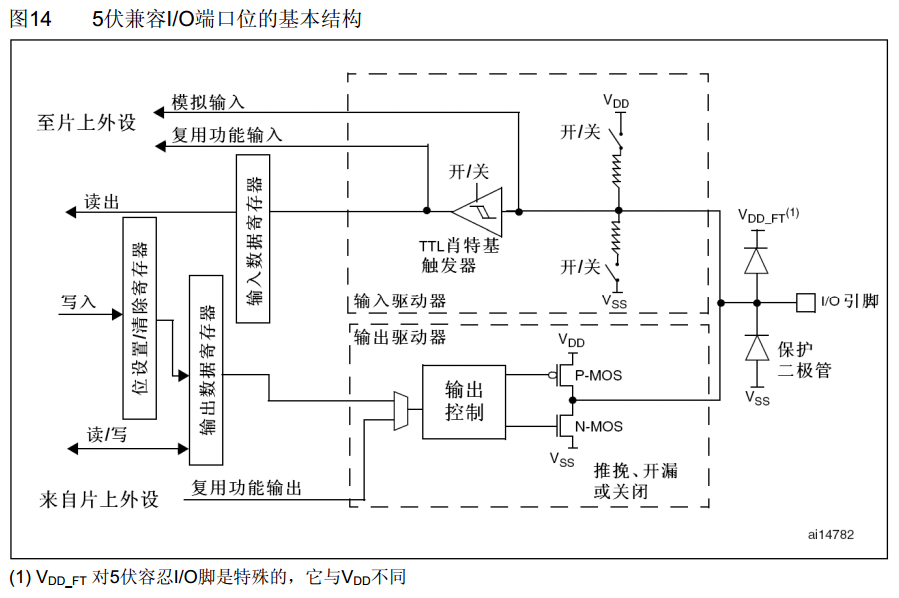 图14 5伏兼容I/O端口位的基本结构
至片上外设
模拟输入
复用功能输入
读出
写入
读/写
来自片上外设
复用功能输出
位设置/清除寄存器
输出数据寄存器
输入数据寄存器
开/关
TTL肖特基
触发器
VDD
开/关
开/关
VSS
输入驱动器
输出驱动器
输出
控制
VDD
P-MOS
N-MOS
VSS
推挽、开漏
或关闭
VDD_FT(1)
I/O 引脚
保护
二极管
VSS
ai14782
(1) VDD_FT 对5伏容忍I/O脚是特殊的，它与VDD不同